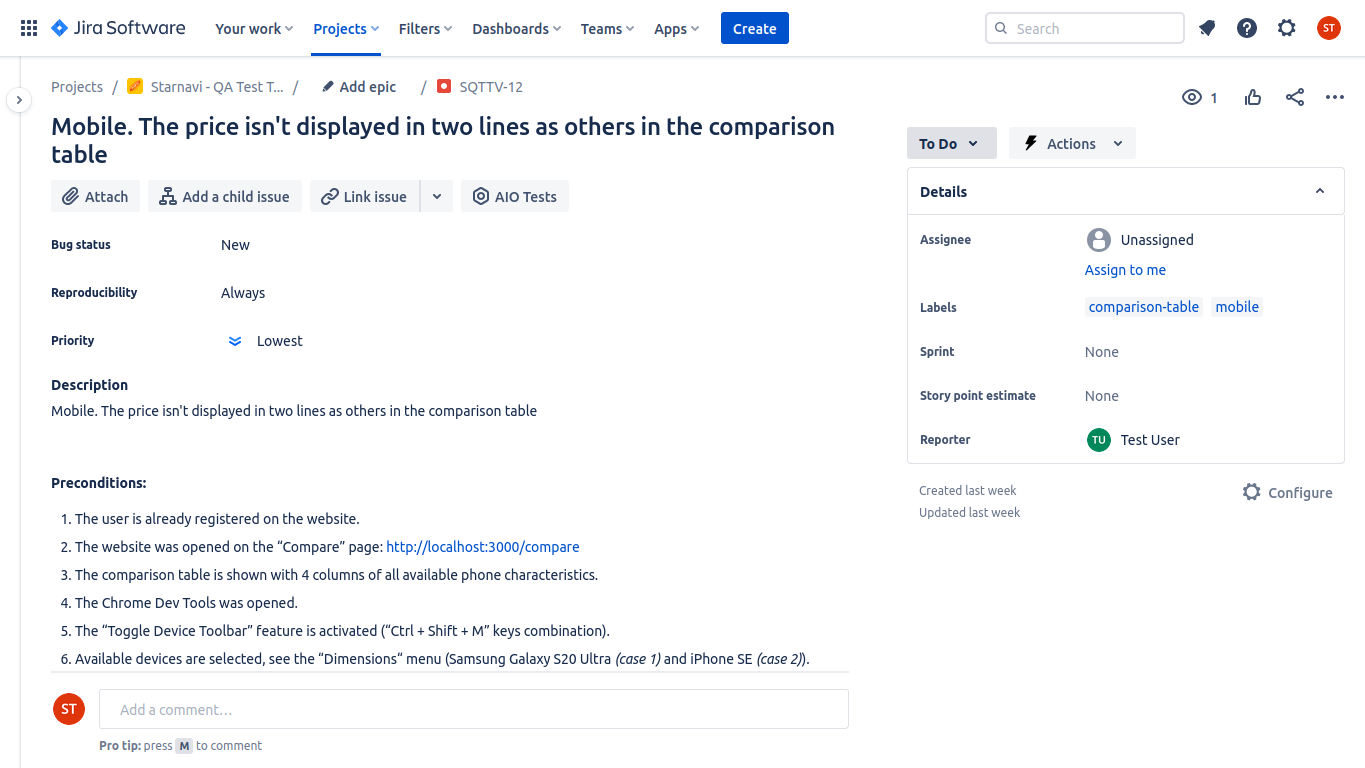 Jira Software
Your work
Projects
Filters
Dashboards
Teams
Apps
Create
Search
ST
Projects / Starnavi - QA Test T... / Add epic / SQTTV-12
1
Mobile. The price isn't displayed in two lines as others in the comparison
table
Attach
Add a child issue
Link issue
AIO Tests
Bug status New
Reproducibility Always
Priority Lowest
Description
Mobile. The price isn't displayed in two lines as others in the comparison table
Preconditions:
1. The user is already registered on the website.
2. The website was opened on the “Compare” page: http://localhost:3000/compare
3. The comparison table is shown with 4 columns of all available phone characteristics.
4. The Chrome Dev Tools was opened.
5. The “Toggle Device Toolbar” feature is activated (“Ctrl + Shift + M” keys combination).
6. Available devices are selected, see the “Dimensions“ menu (Samsung Galaxy S20 Ultra (case 1) and iPhone SE (case 2)).
ST
Add a comment…
Pro tip: press M to comment
To Do
Actions
Details
Assignee Unassigned
Assign to me
Labels comparison-table mobile
Sprint None
Story point estimate None
Reporter TU Test User
Created last week
Updated last week
Configure